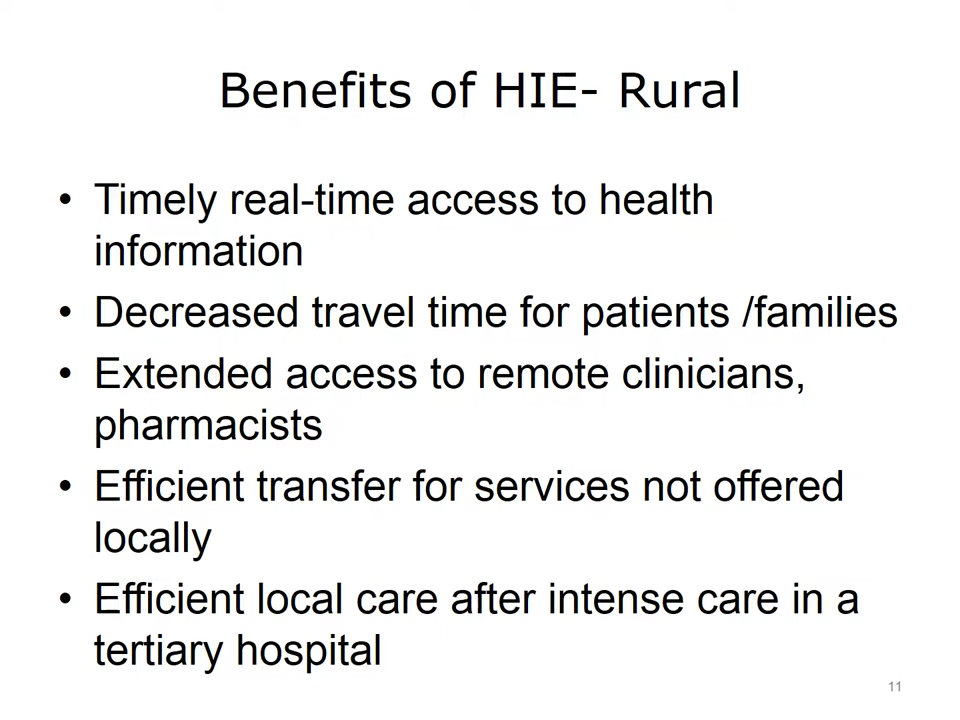 Benefits of HIE- Rural
• Timely real-time access to health
information
• Decreased travel time for patients /families
• Extended access to remote clinicians,
pharmacists
• Efficient transfer for services not offered
locally
• Efficient local care after intense care in a
tertiary hospital
11